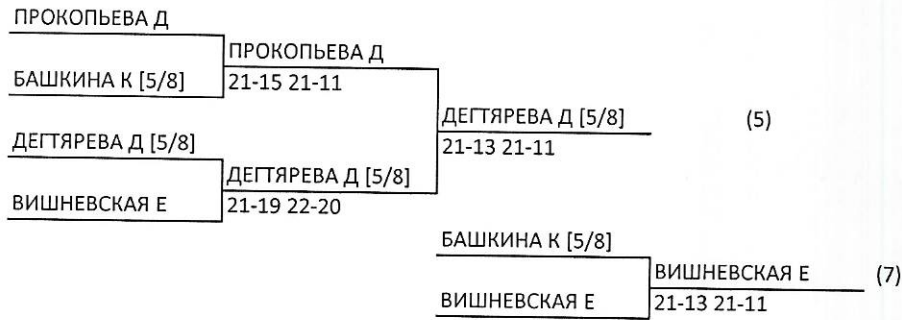 ПРОКОПЬЕВА Д
ПРОКОПЬЕВА Д
БАШКИНА К [5/8]
21-15 21-11
ДЕГТЯРЕВА Д [5/8]
(5)
ДЕГТЯРЕВА Д [5/8]
21-13 21-11
ДЕГТЯРЕВА Д [5/8]
ВИШНЕВСКАЯ Е
21-19 22-20
БАШКИНА К [5/8]
ВИШНЕВСКАЯ Е
(7)
ВИШНЕВСКАЯ Е
21-13 21-11